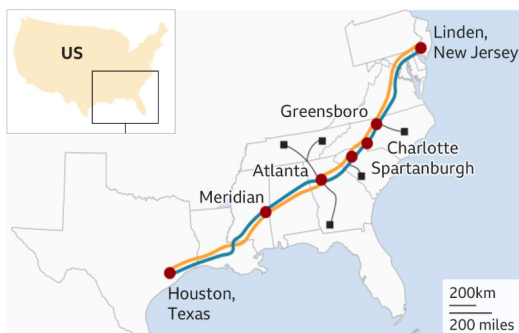 US
Linden,
New Jersey
Greensboro
Charlotte
Spartanburgh
Atlanta
Meridian
Houston,
Texas
200km
200 miles